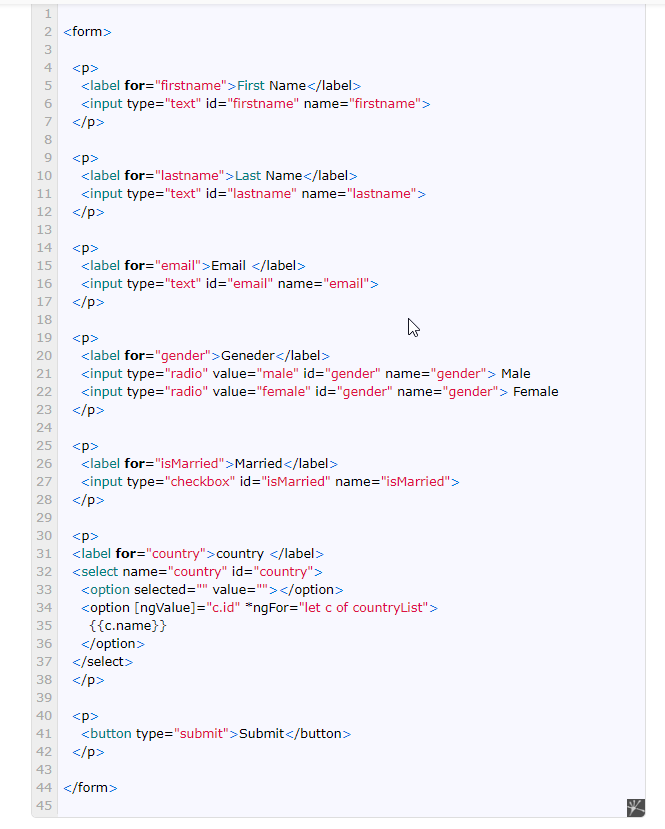 1
2 <form>
3
4 <p>
5 <label for="firstname">First Name</label>
6 <input type="text" id="firstname" name="firstname">
7 </p>
8
9 <p>
10 <label for="lastname">Last Name</label>
11 <input type="text" id="lastname" name="lastname">
12 </p>
13
14 <p>
15 <label for="email">Email </label>
16 <input type="text" id="email" name="email">
17 </p>
18
19 <p>
20 <label for="gender">Geneder</label>
21 <input type="radio" value="male" id="gender" name="gender"> Male
22 <input type="radio" value="female" id="gender" name="gender"> Female
23 </p>
24
25 <p>
26 <label for="isMarried">Married</label>
27 <input type="checkbox" id="isMarried" name="isMarried">
28 </p>
29
30 <p>
31 <label for="country">country </label>
32 <select name="country" id="country">
33 <option selected="" value=""></option>
34 <option [ngValue]="c.id" *ngFor="let c of countryList">
35 {{c.name}}
36 </option>
37 </select>
38 </p>
39
40 <p>
41 <button type="submit">Submit</button>
42 </p>
43
44 </form>
45